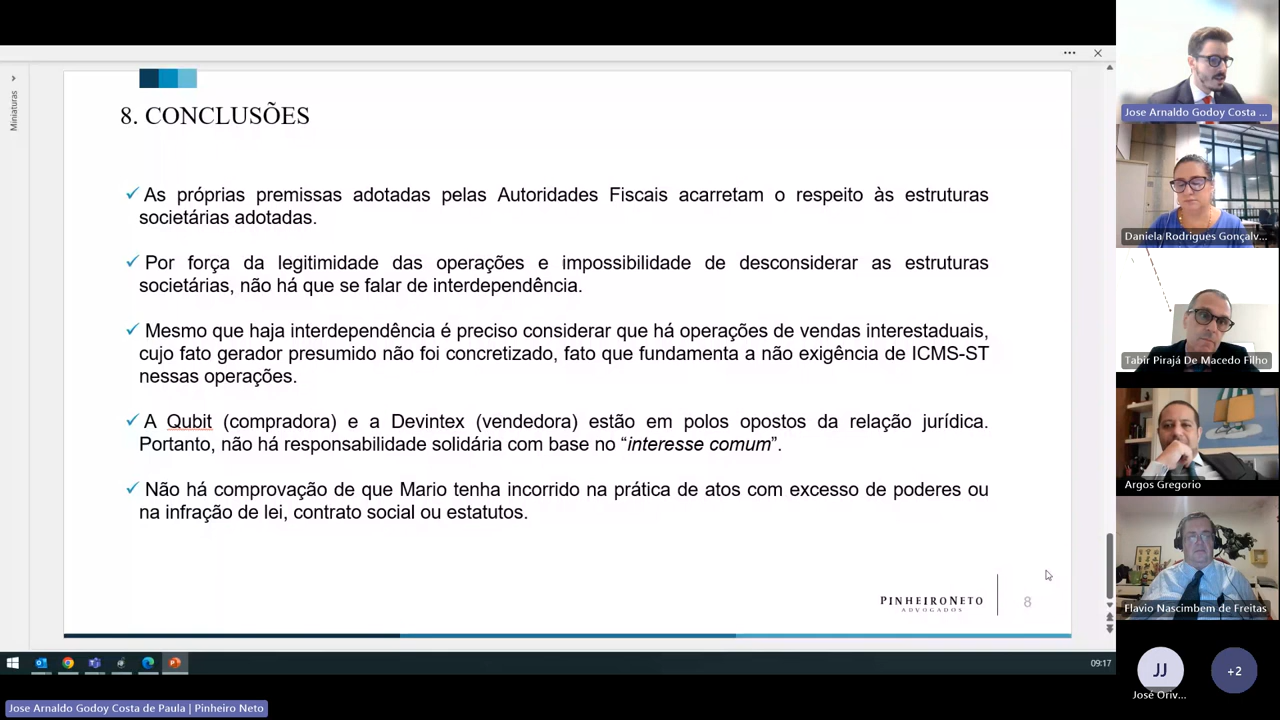 Miniaturas
8. CONCLUSÕES
As próprias premissas adotadas pelas Autoridades Fiscais acarretam o respeito às estruturas
societárias adotadas.
Por força da legitimidade das operações e impossibilidade de desconsiderar as estruturas
societárias, não há que se falar de interdependência.
Mesmo que haja interdependência é preciso considerar que há operações de vendas interestaduais,
cujo fato gerador presumido não foi concretizado, fato que fundamenta a não exigência de ICMS-ST
nessas operações.
A Qubit (compradora) e a Devintex (vendedora) estão em polos opostos da relação jurídica.
Portanto, não há responsabilidade solidária com base no “interesse comum”.
Não há comprovação de que Mario tenha incorrido na prática de atos com excesso de poderes ou
na infração de lei, contrato social ou estatutos.
PINHEIRONETO
ADVOGADOS
8
09:17
Jose Arnaldo Godoy Costa de Paula | Pinheiro Neto
Jose Arnaldo Godoy Costa ...
Daniela Rodrigues Gonçalv...
Tabir Pirajá De Macedo Filho
Argos Gregorio
Flavio Nascimbem de Freitas
JJ
José Oriv...
+2